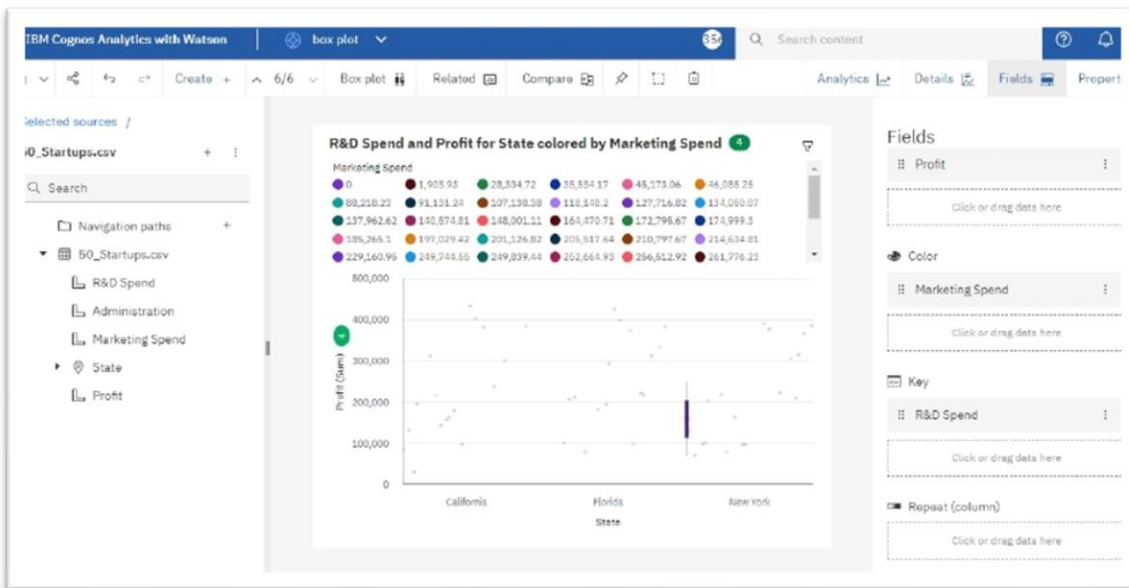 IBM Cognos Analytics with Watson
box plot
Search content
Create +
6/6
Box plot
Related
Compare
Analytics
Details
Fields
Propert
Selected sources /
50_Startups.csv
Search
Navigation paths
50_Startups.csv
R&D Spend
Administration
Marketing Spend
State
Profit
R&D Spend and Profit for State colored by Marketing Spend 4
Marketing Spend
0 1,903.93 28,334.72 35,534.17 45,173.06 46,085.25
88,218.23 91,131.24 107,138.38 118,148.2 127,716.82 134,050.07
137,962.62 140,574.81 148,001.11 164,470.71 172,795.67 174,999.3
185,265.1 197,029.42 201,126.82 205,517.64 210,797.67 214,634.81
229,160.95 249,744.55 249,839.44 252,664.93 256,512.92 261,776.23
500,000
400,000
300,000
200,000
100,000
0
Profit (Sum)
California Florida New York
State
Fields
Profit
Click or drag data here
Color
Marketing Spend
Click or drag data here
Key
R&D Spend
Click or drag data here
Repeat (column)
Click or drag data here